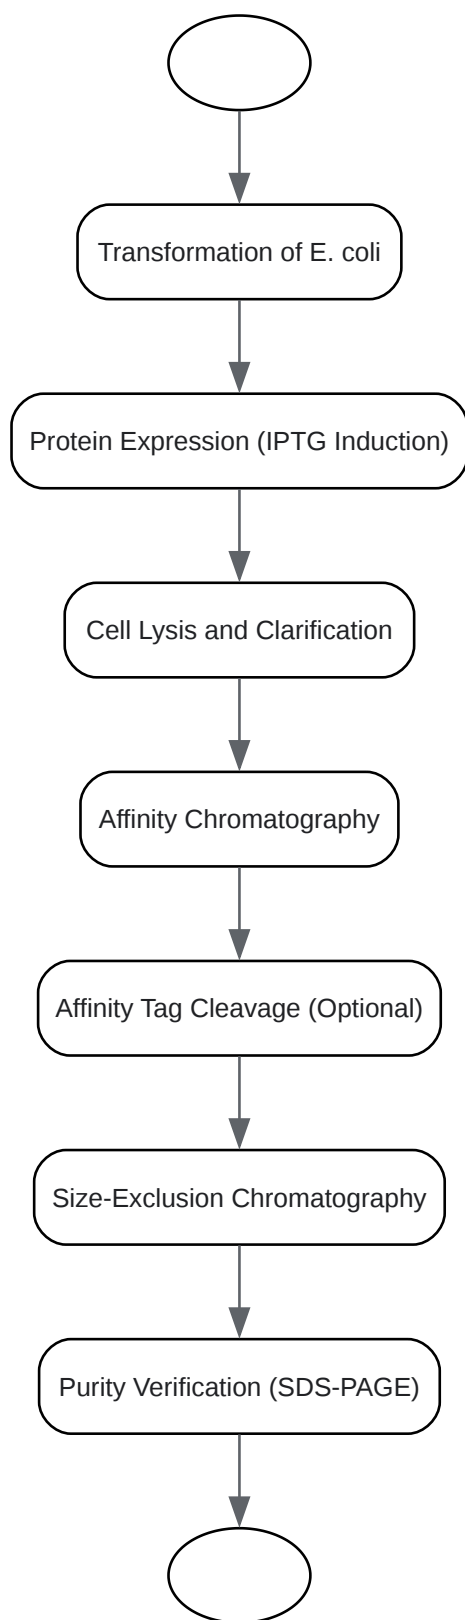 Transformation of E. coli
Protein Expression (IPTG Induction)
Cell Lysis and Clarification
Affinity Chromatography
Affinity Tag Cleavage (Optional)
Size-Exclusion Chromatography
Purity Verification (SDS-PAGE)